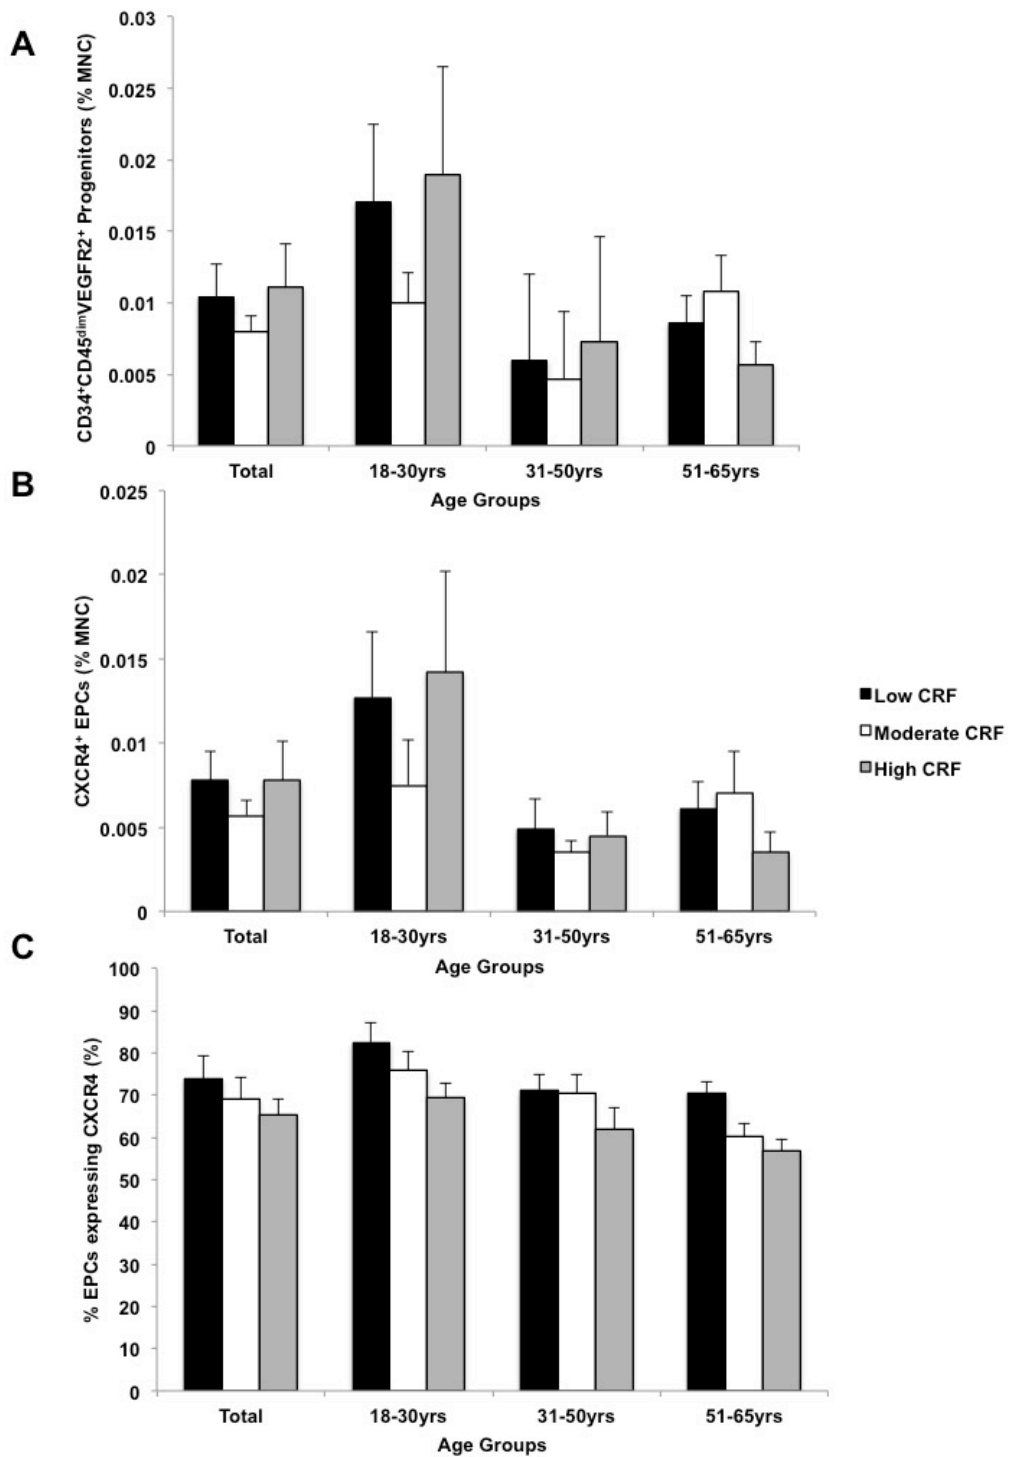 A
CD34⁺CD45ᵈⁱᵐVEGFR2⁺ Progenitors (% MNC)
0.03
0.025
0.02
0.015
0.01
0.005
0
Total 18-30yrs 31-50yrs 51-65yrs
Age Groups
B
CXCR4⁺ EPCs (% MNC)
0.025
0.02
0.015
0.01
0.005
0
Total 18-30yrs 31-50yrs 51-65yrs
Age Groups
Low CRF
Moderate CRF
High CRF
C
% EPCs expressing CXCR4 (%)
100
90
80
70
60
50
40
30
20
10
0
Total 18-30yrs 31-50yrs 51-65yrs
Age Groups